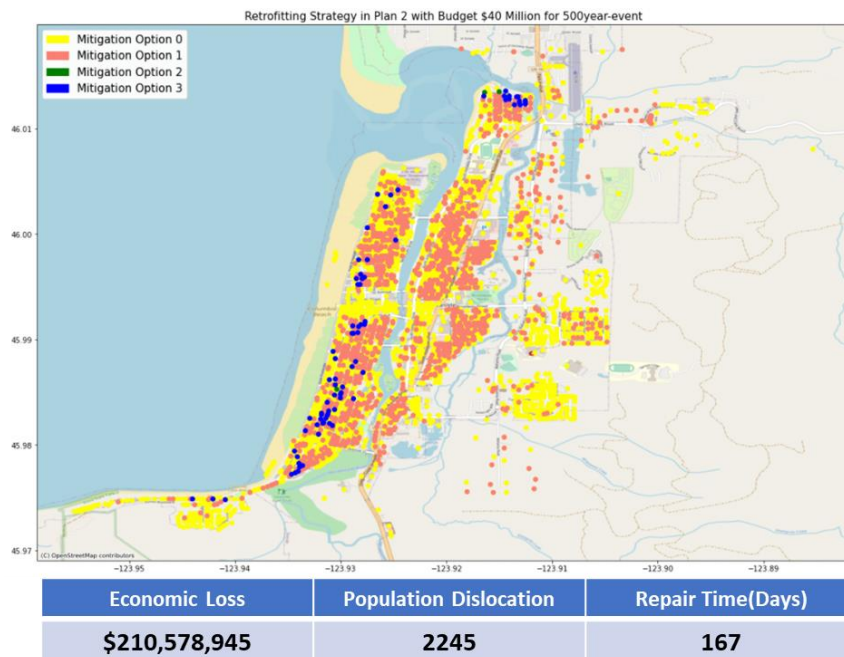 Retrofitting Strategy in Plan 2 with Budget $40 Million for 500year-event
Mitigation Option 0
Mitigation Option 1
Mitigation Option 2
Mitigation Option 3
46.01
46.00
45.99
45.98
45.97
(C) OpenStreetMap contributors
−123.95 −123.94 −123.93 −123.92 −123.91 −123.90 −123.89
Economic Loss Population Dislocation Repair Time(Days)
$210,578,945 2245 167